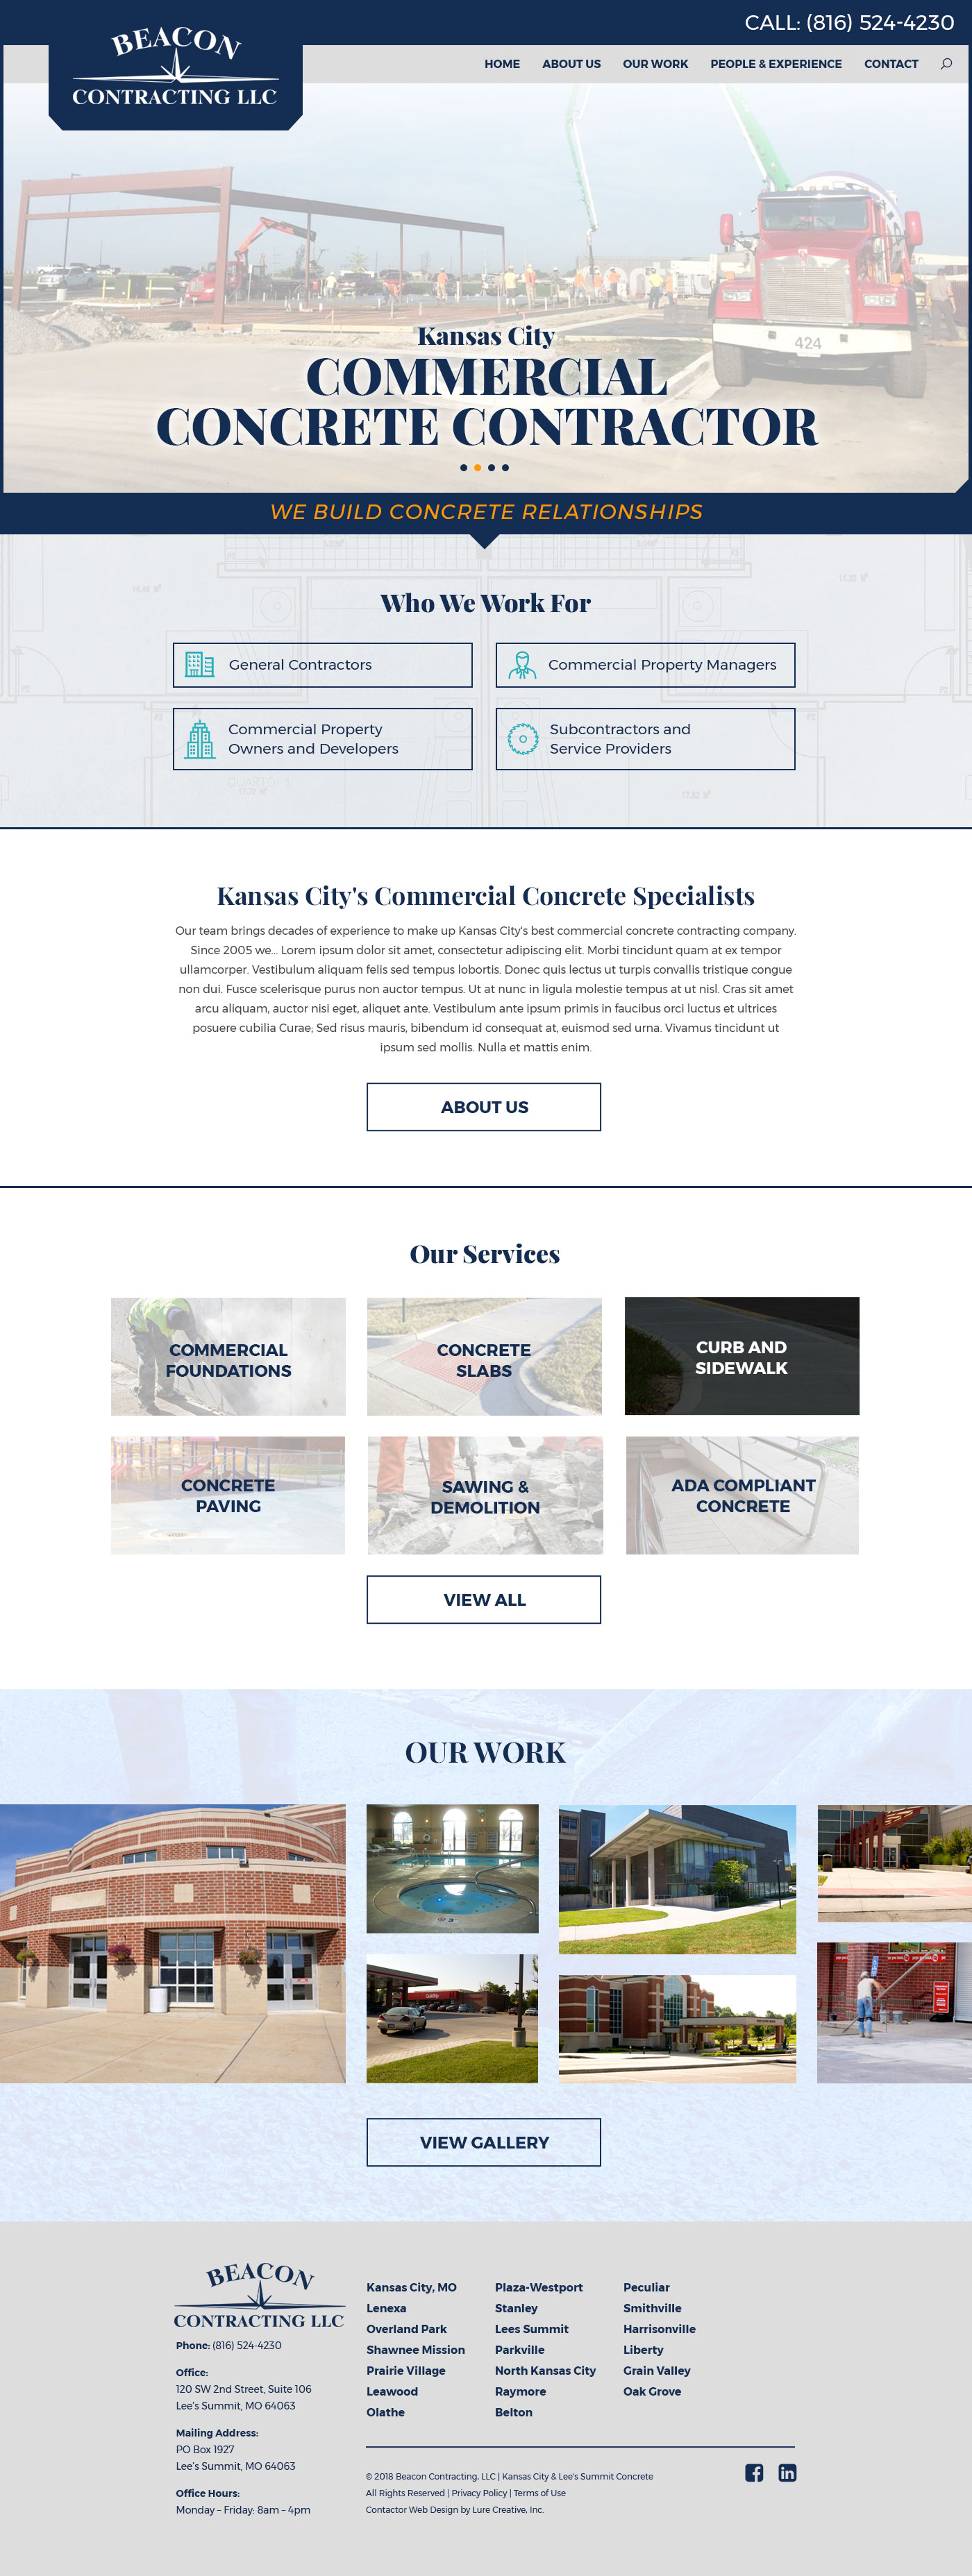 CALL: (816) 524-4230
BEACON
CONTRACTING LLC
HOME ABOUT US OUR WORK PEOPLE & EXPERIENCE CONTACT
424
Kansas City
COMMERCIAL
CONCRETE CONTRACTOR
WE BUILD CONCRETE RELATIONSHIPS
Who We Work For
General Contractors
Commercial Property Managers
Commercial Property
Owners and Developers
Subcontractors and
Service Providers
Kansas City's Commercial Concrete Specialists
Our team brings decades of experience to make up Kansas City's best commercial concrete contracting company.
Since 2005 we... Lorem ipsum dolor sit amet, consectetur adipiscing elit. Morbi tincidunt quam at ex tempor
ullamcorper. Vestibulum aliquam felis sed tempus lobortis. Donec quis lectus ut turpis convallis tristique congue
non dui. Fusce scelerisque purus non auctor tempus. Ut at nunc in ligula molestie tempus at ut nisl. Cras sit amet
arcu aliquam, auctor nisi eget, aliquet ante. Vestibulum ante ipsum primis in faucibus orci luctus et ultrices
posuere cubilia Curae; Sed risus mauris, bibendum id consequat at, euismod sed urna. Vivamus tincidunt ut
ipsum sed mollis. Nulla et mattis enim.
ABOUT US
Our Services
COMMERCIAL
FOUNDATIONS
CONCRETE
SLABS
CURB AND
SIDEWALK
CONCRETE
PAVING
SAWING &
DEMOLITION
ADA COMPLIANT
CONCRETE
VIEW ALL
OUR WORK
VIEW GALLERY
BEACON
CONTRACTING LLC
Phone: (816) 524-4230
Office:
120 SW 2nd Street, Suite 106
Lee's Summit, MO 64063
Mailing Address:
PO Box 1927
Lee's Summit, MO 64063
Office Hours:
Monday – Friday: 8am – 4pm
Kansas City, MO
Lenexa
Overland Park
Shawnee Mission
Prairie Village
Leawood
Olathe
Plaza-Westport
Stanley
Lees Summit
Parkville
North Kansas City
Raymore
Belton
Peculiar
Smithville
Harrisonville
Liberty
Grain Valley
Oak Grove
© 2018 Beacon Contracting, LLC | Kansas City & Lee's Summit Concrete
All Rights Reserved | Privacy Policy | Terms of Use
Contactor Web Design by Lure Creative, Inc.